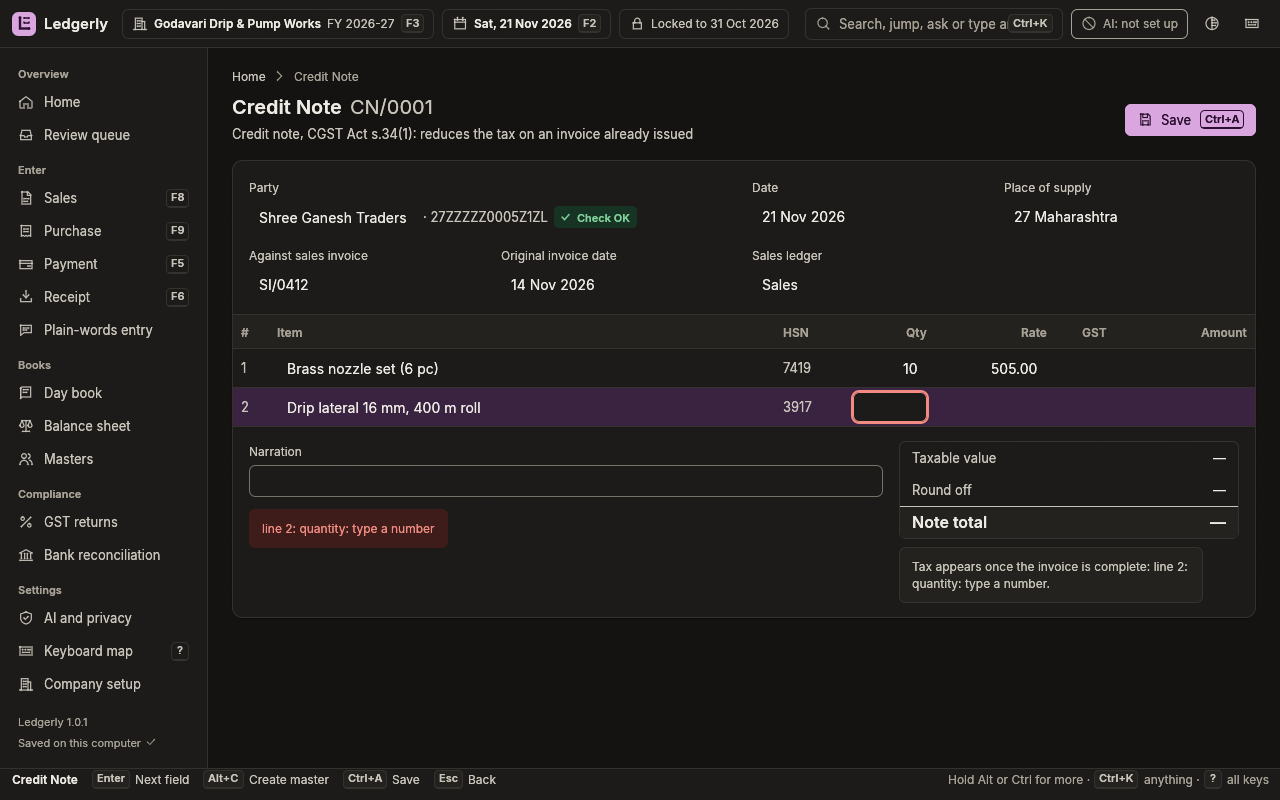 Ledgerly
Godavari Drip & Pump Works FY 2026-27 F3
Sat, 21 Nov 2026 F2
Locked to 31 Oct 2026
Search, jump, ask or type a Ctrl+K
AI: not set up
Overview
Home
Review queue
Enter
Sales F8
Purchase F9
Payment F5
Receipt F6
Plain-words entry
Books
Day book
Balance sheet
Masters
Compliance
GST returns
Bank reconciliation
Settings
AI and privacy
Keyboard map ?
Company setup
Ledgerly 1.0.1
Saved on this computer
Home > Credit Note
Credit Note CN/0001
Credit note, CGST Act s.34(1): reduces the tax on an invoice already issued
Save Ctrl+A
Party Date Place of supply
Shree Ganesh Traders · 27ZZZZZ0005Z1ZL Check OK 21 Nov 2026 27 Maharashtra
Against sales invoice Original invoice date Sales ledger
SI/0412 14 Nov 2026 Sales
# Item HSN Qty Rate GST Amount
1 Brass nozzle set (6 pc) 7419 10 505.00
2 Drip lateral 16 mm, 400 m roll 3917
Narration
line 2: quantity: type a number
Taxable value —
Round off —
Note total —
Tax appears once the invoice is complete: line 2:
quantity: type a number.
Credit Note Enter Next field Alt+C Create master Ctrl+A Save Esc Back
Hold Alt or Ctrl for more · Ctrl+K anything · ? all keys